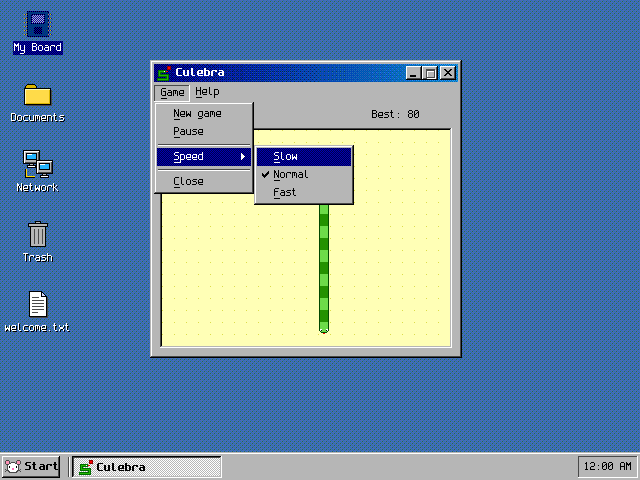 My Board
Documents
Network
Trash
welcome.txt
Culebra
Game Help
Best: 80
New game
Pause
Speed
Close
Slow
Normal
Fast
Start
Culebra
12:00 AM